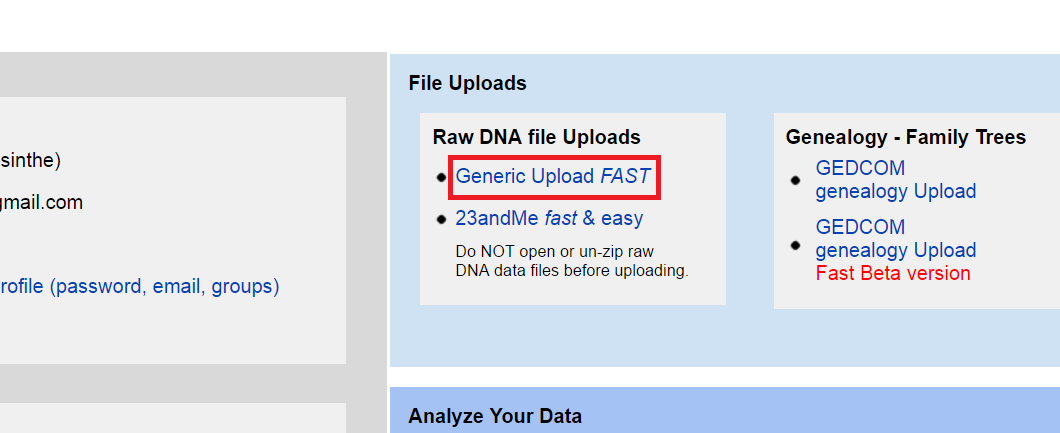 sinthe)
gmail.com
rofile (password, email, groups)
File Uploads
Raw DNA file Uploads
Generic Upload FAST
23andMe fast & easy
Do NOT open or un-zip raw
DNA data files before uploading.
Genealogy - Family Trees
GEDCOM
genealogy Upload
GEDCOM
genealogy Upload
Fast Beta version
Analyze Your Data